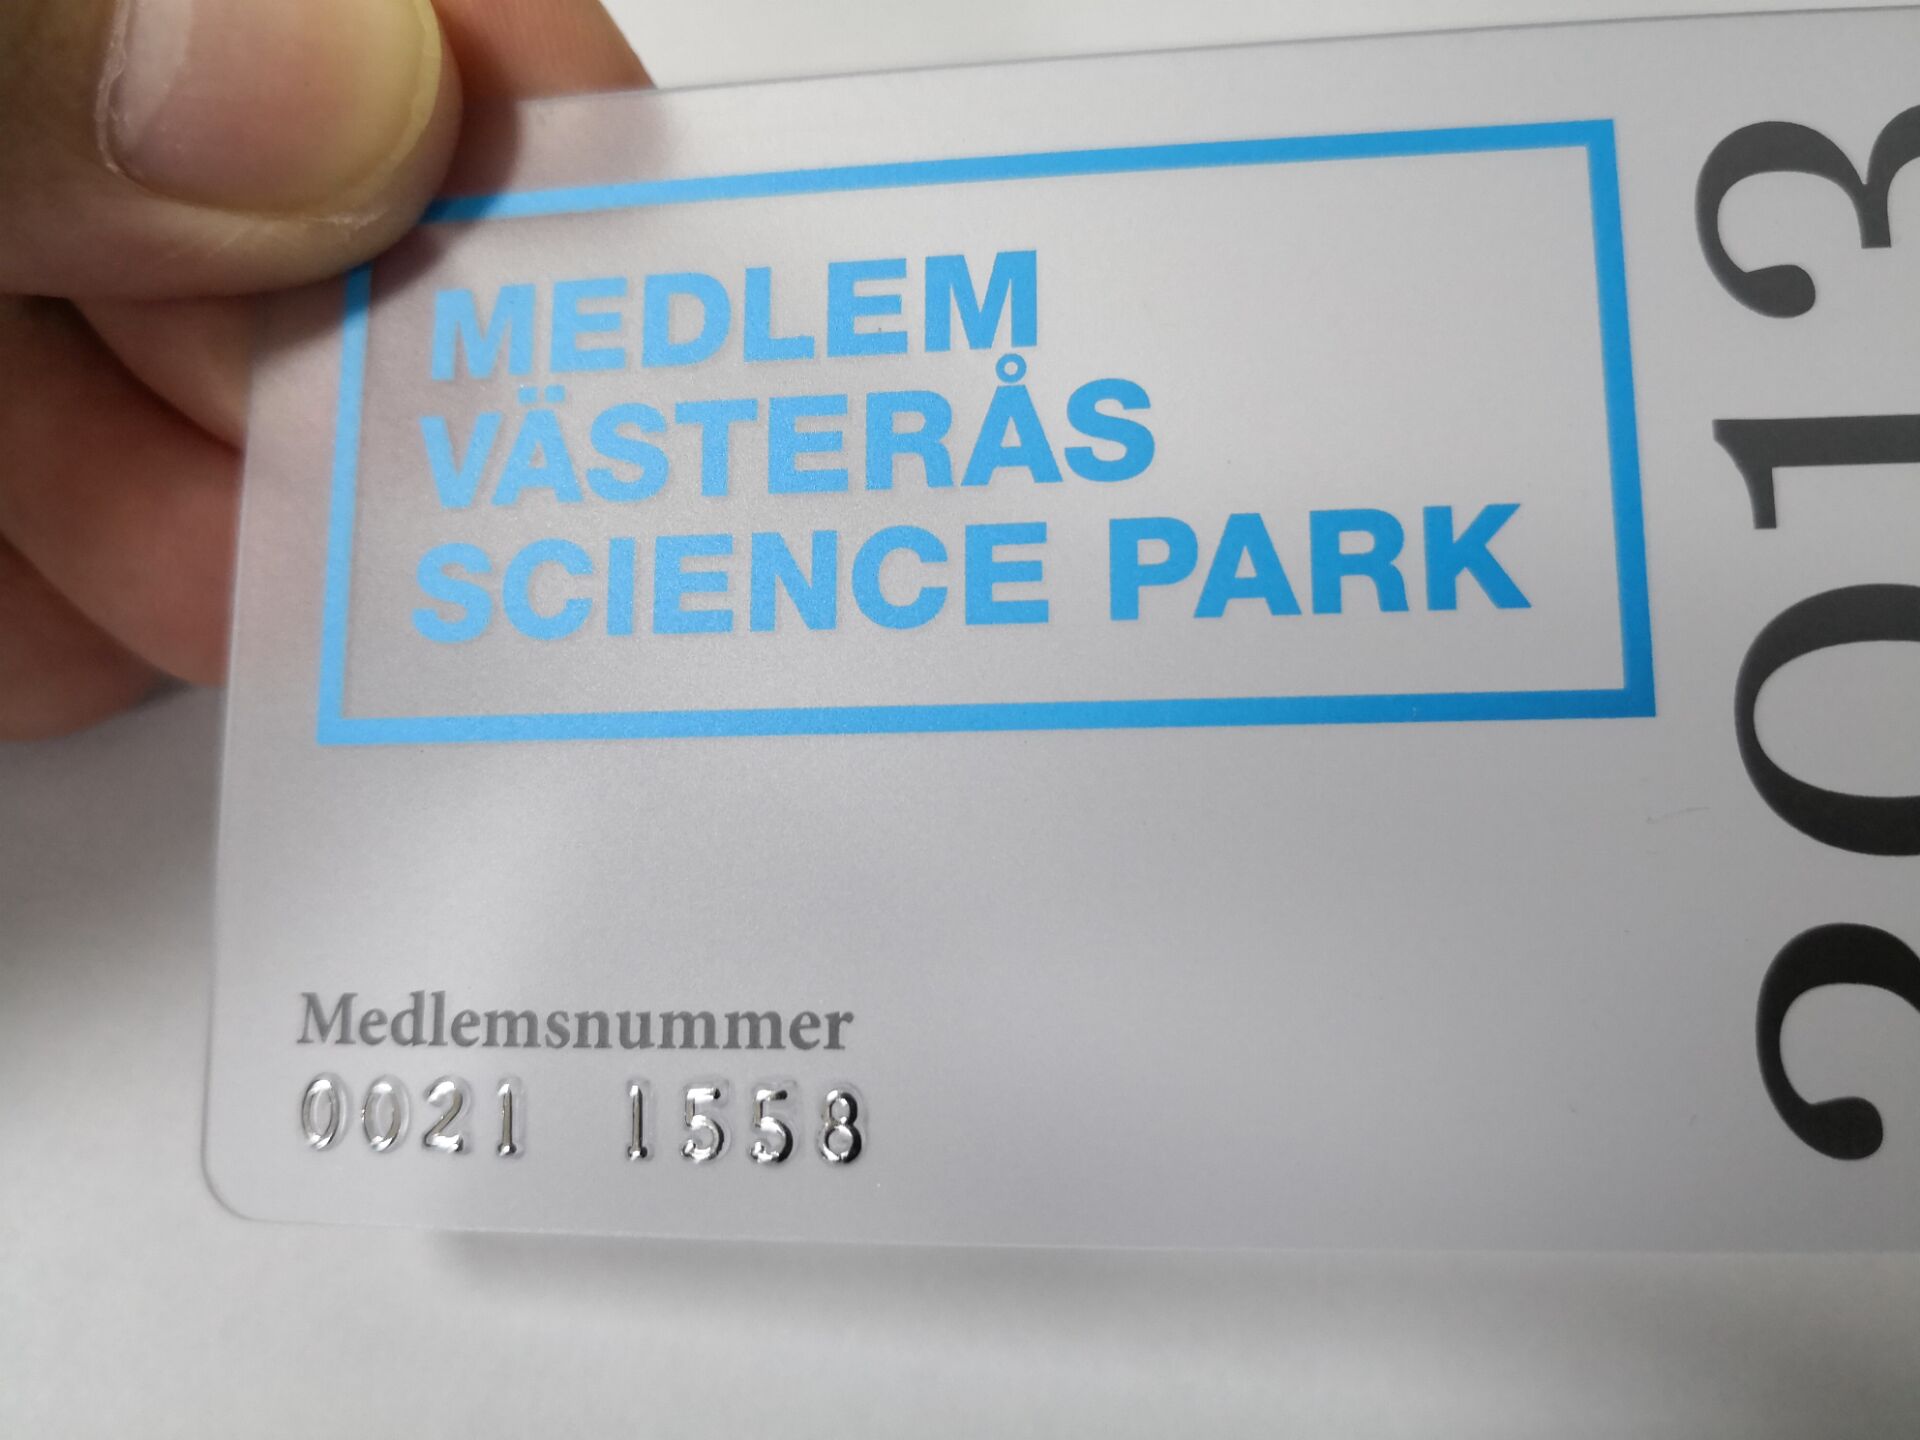 MEDLEM
VÄSTERÅS
SCIENCE PARK
2013
Medlemsnummer
0021 1558